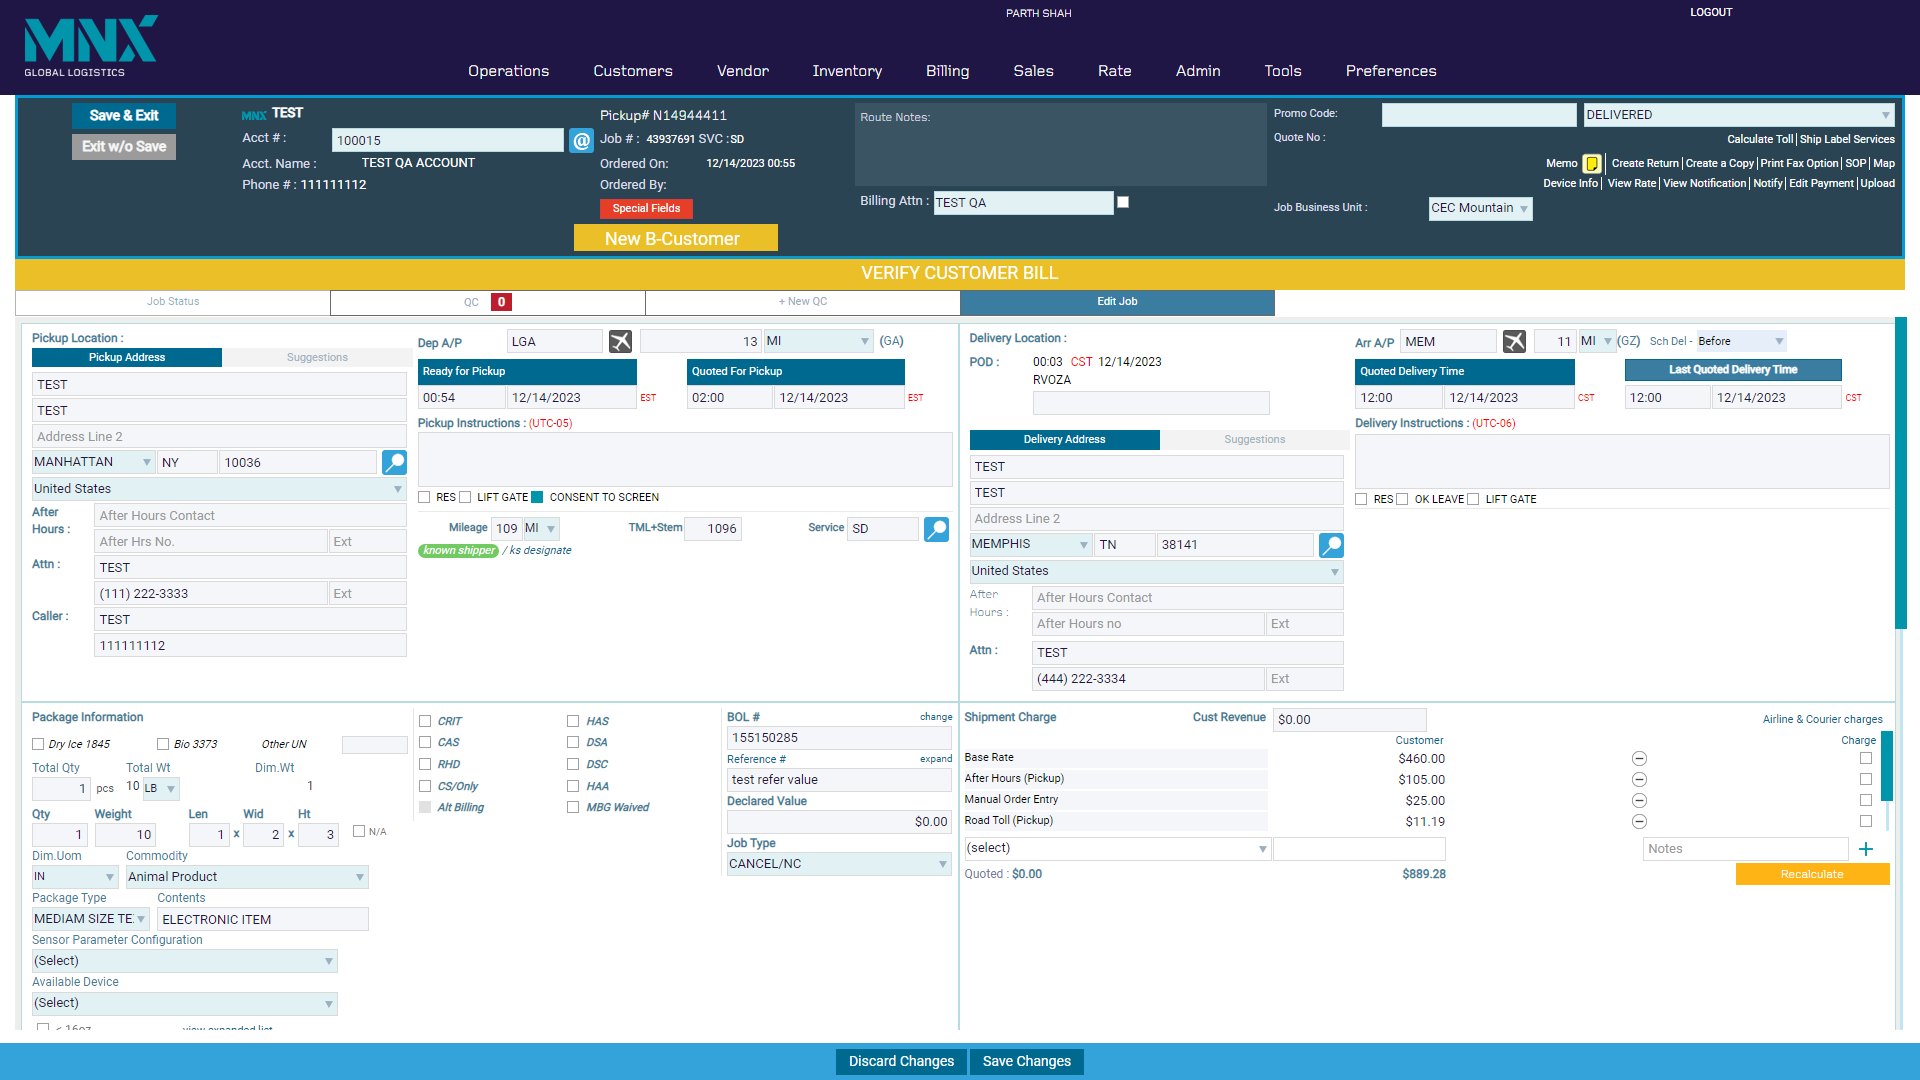 PARTH SHAH
LOGOUT
MNX
GLOBAL LOGISTICS
Operations Customers Vendor Inventory Billing Sales Rate Admin Tools Preferences
Save & Exit
Exit w/o Save
MNX TEST
Acct # : 100015 @
Acct. Name : TEST QA ACCOUNT
Phone # : 111111112
Pickup# N14944411
Job # : 43937691 SVC :SD
Ordered On: 12/14/2023 00:55
Ordered By:
Special Fields
New B-Customer
Route Notes:
Billing Attn : TEST QA
Promo Code: DELIVERED
Quote No :
Calculate Toll Ship Label Services
Memo Create Return Create a Copy Print Fax Option SOP Map
Device Info View Rate View Notification Notify Edit Payment Upload
Job Business Unit : CEC Mountain
VERIFY CUSTOMER BILL
Job Status QC 0 + New QC Edit Job
Pickup Location :
Pickup Address Suggestions
TEST
TEST
Address Line 2
MANHATTAN NY 10036
United States
After Hours : After Hours Contact
After Hrs No. Ext
Attn : TEST
(111) 222-3333 Ext
Caller : TEST
111111112
Dep A/P LGA 13 MI (GA)
Ready for Pickup Quoted For Pickup
00:54 12/14/2023 EST 02:00 12/14/2023 EST
Pickup Instructions : (UTC-05)
RES LIFT GATE CONSENT TO SCREEN
Mileage 109 MI TML+Stem 1096 Service SD
known shipper / ks designate
Delivery Location :
POD : 00:03 CST 12/14/2023
RVOZA
Delivery Address Suggestions
TEST
TEST
Address Line 2
MEMPHIS TN 38141
United States
After Hours : After Hours Contact
After Hours no Ext
Attn : TEST
(444) 222-3334 Ext
Arr A/P MEM 11 MI (GZ) Sch Del - Before
Quoted Delivery Time Last Quoted Delivery Time
12:00 12/14/2023 CST 12:00 12/14/2023 CST
Delivery Instructions : (UTC-06)
RES OK LEAVE LIFT GATE
Package Information
Dry Ice 1845 Bio 3373 Other UN
Total Qty Total Wt Dim.Wt
1 pcs 10 LB 1
Qty Weight Len Wid Ht
1 10 1 x 2 x 3 N/A
Dim.Uom Commodity
IN Animal Product
Package Type Contents
MEDIAM SIZE TE ELECTRONIC ITEM
Sensor Parameter Configuration
(Select)
Available Device
(Select)
< 16oz view expanded list
CRIT HAS
CAS DSA
RHD DSC
CS/Only HAA
Alt Billing MBG Waived
BOL # change
155150285
Reference # expand
test refer value
Declared Value
$0.00
Job Type
CANCEL/NC
Shipment Charge Cust Revenue $0.00 Airline & Courier charges
Customer Charge
Base Rate $460.00
After Hours (Pickup) $105.00
Manual Order Entry $25.00
Road Toll (Pickup) $11.19
(select) Notes +
Quoted : $0.00 $889.28 Recalculate
Discard Changes Save Changes